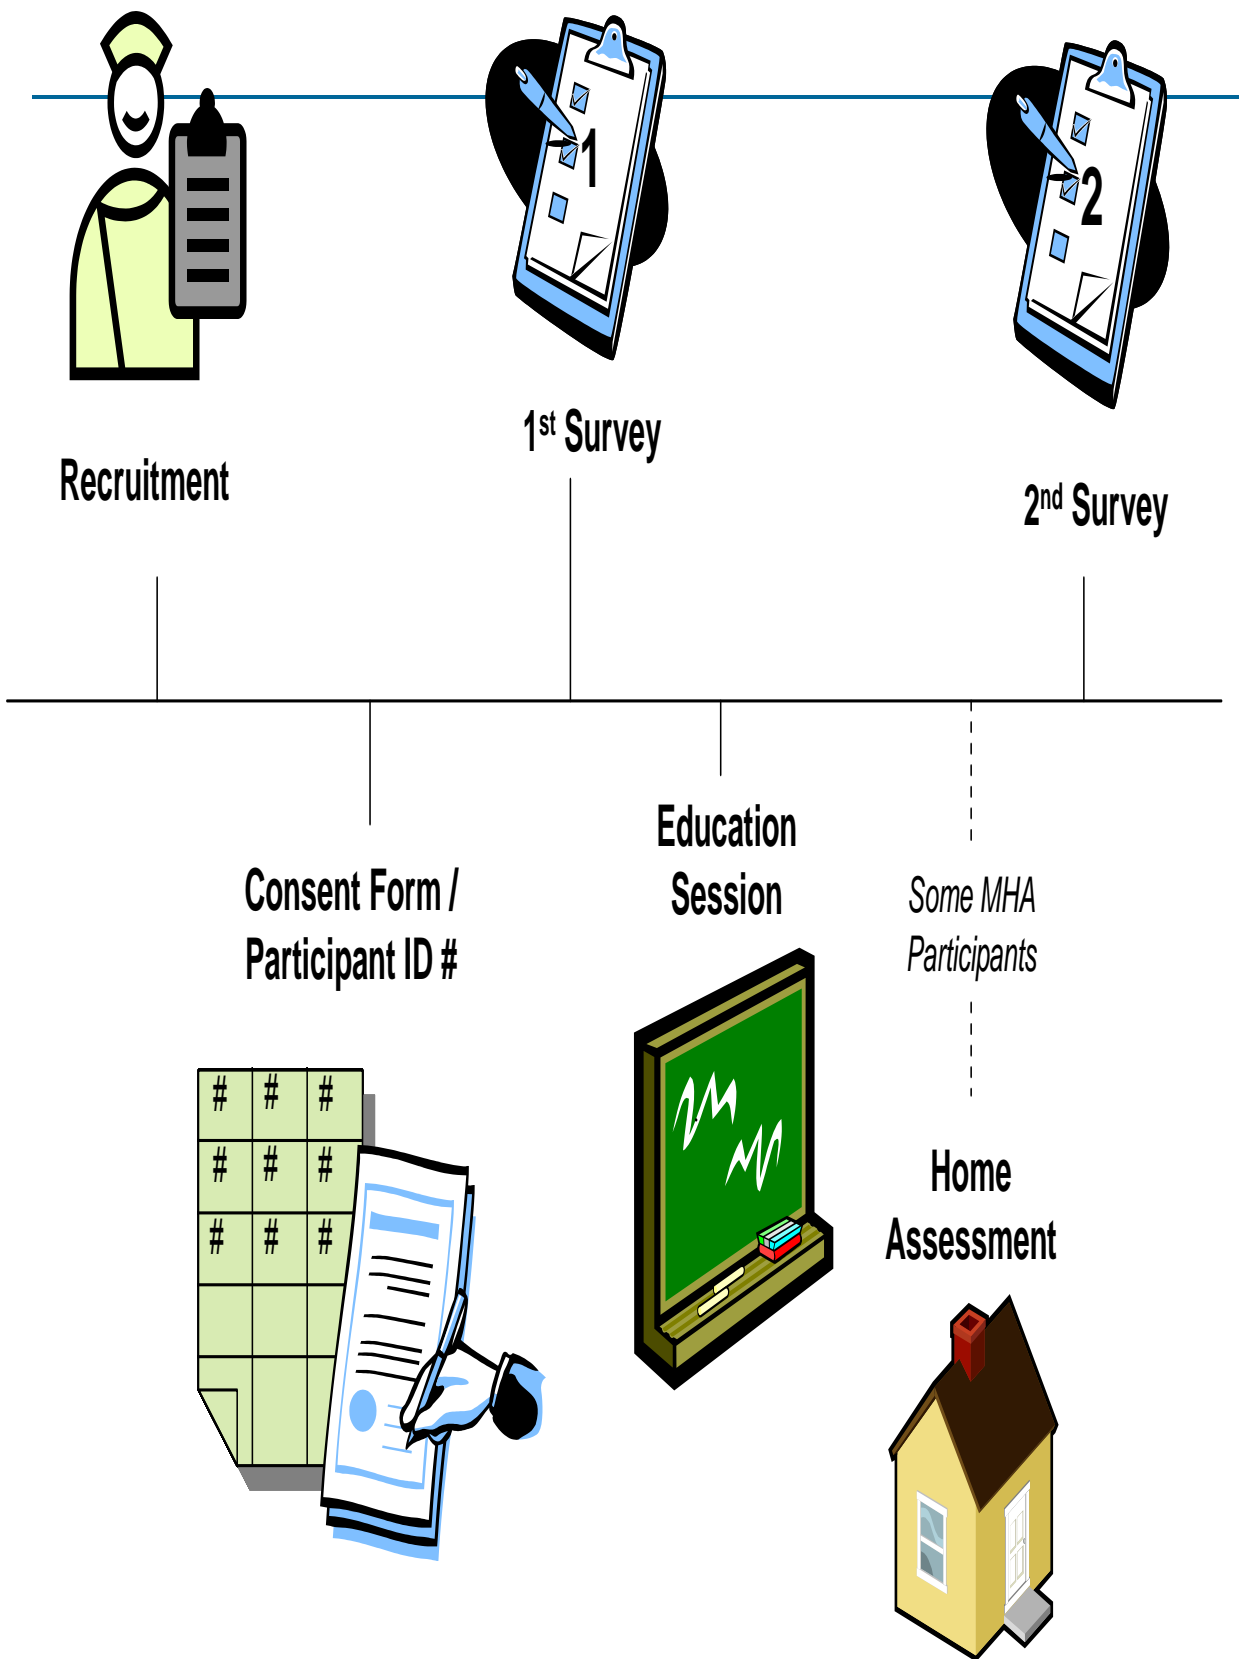 1
2
1st Survey
Recruitment
2nd Survey
Education
Session
Consent Form /
Participant ID #
Some MHA
Participants
# # #
# # #
# # #
Home
Assessment